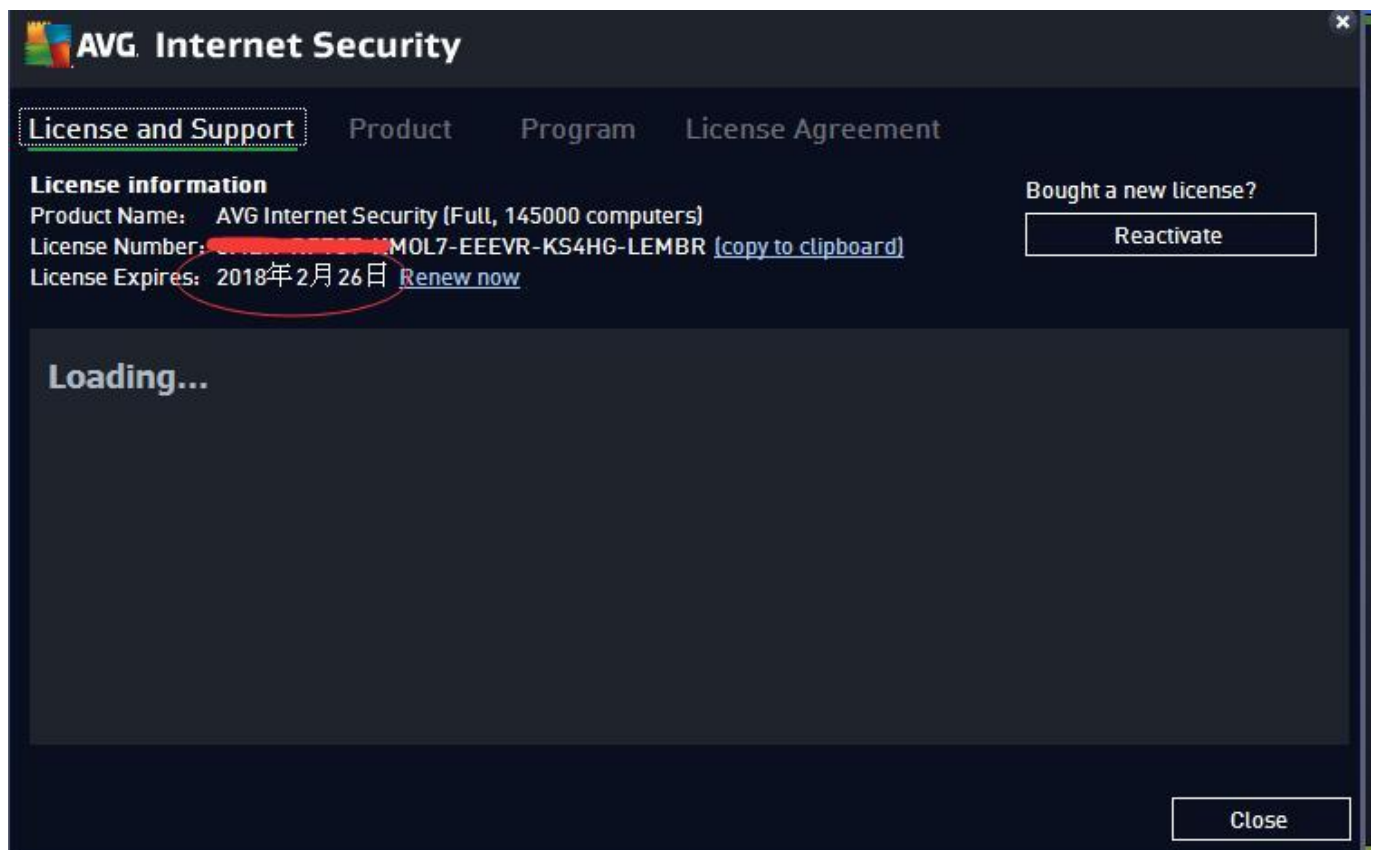 AVG Internet Security
License and Support Product Program License Agreement
License information
Bought a new license?
Product Name: AVG Internet Security (Full, 145000 computers)
Reactivate
License Number: MOL7-EEEVR-KS4HG-LEMBR (copy to clipboard)
License Expires: 2018年2月26日 Renew now
Loading...
Close